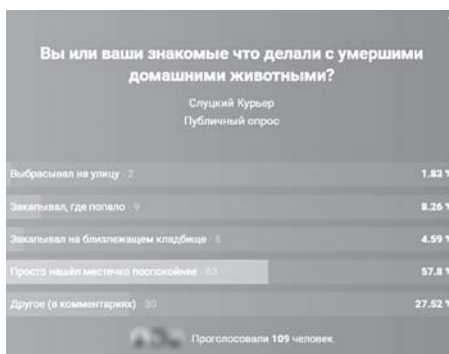 Вы или ваши знакомые что делали с умершими
домашними животными?
Слуцкий Курьер
Публичный опрос
Выбрасывал на улицу · 2 1.83 %
Закапывал, где попало · 9 8.26 %
Закапывал на близлежащем кладбище · 5 4.59 %
Просто нашёл местечко поспокойнее · 63 57.8 %
Другое (в комментариях) · 30 27.52 %
Проголосовали 109 человек